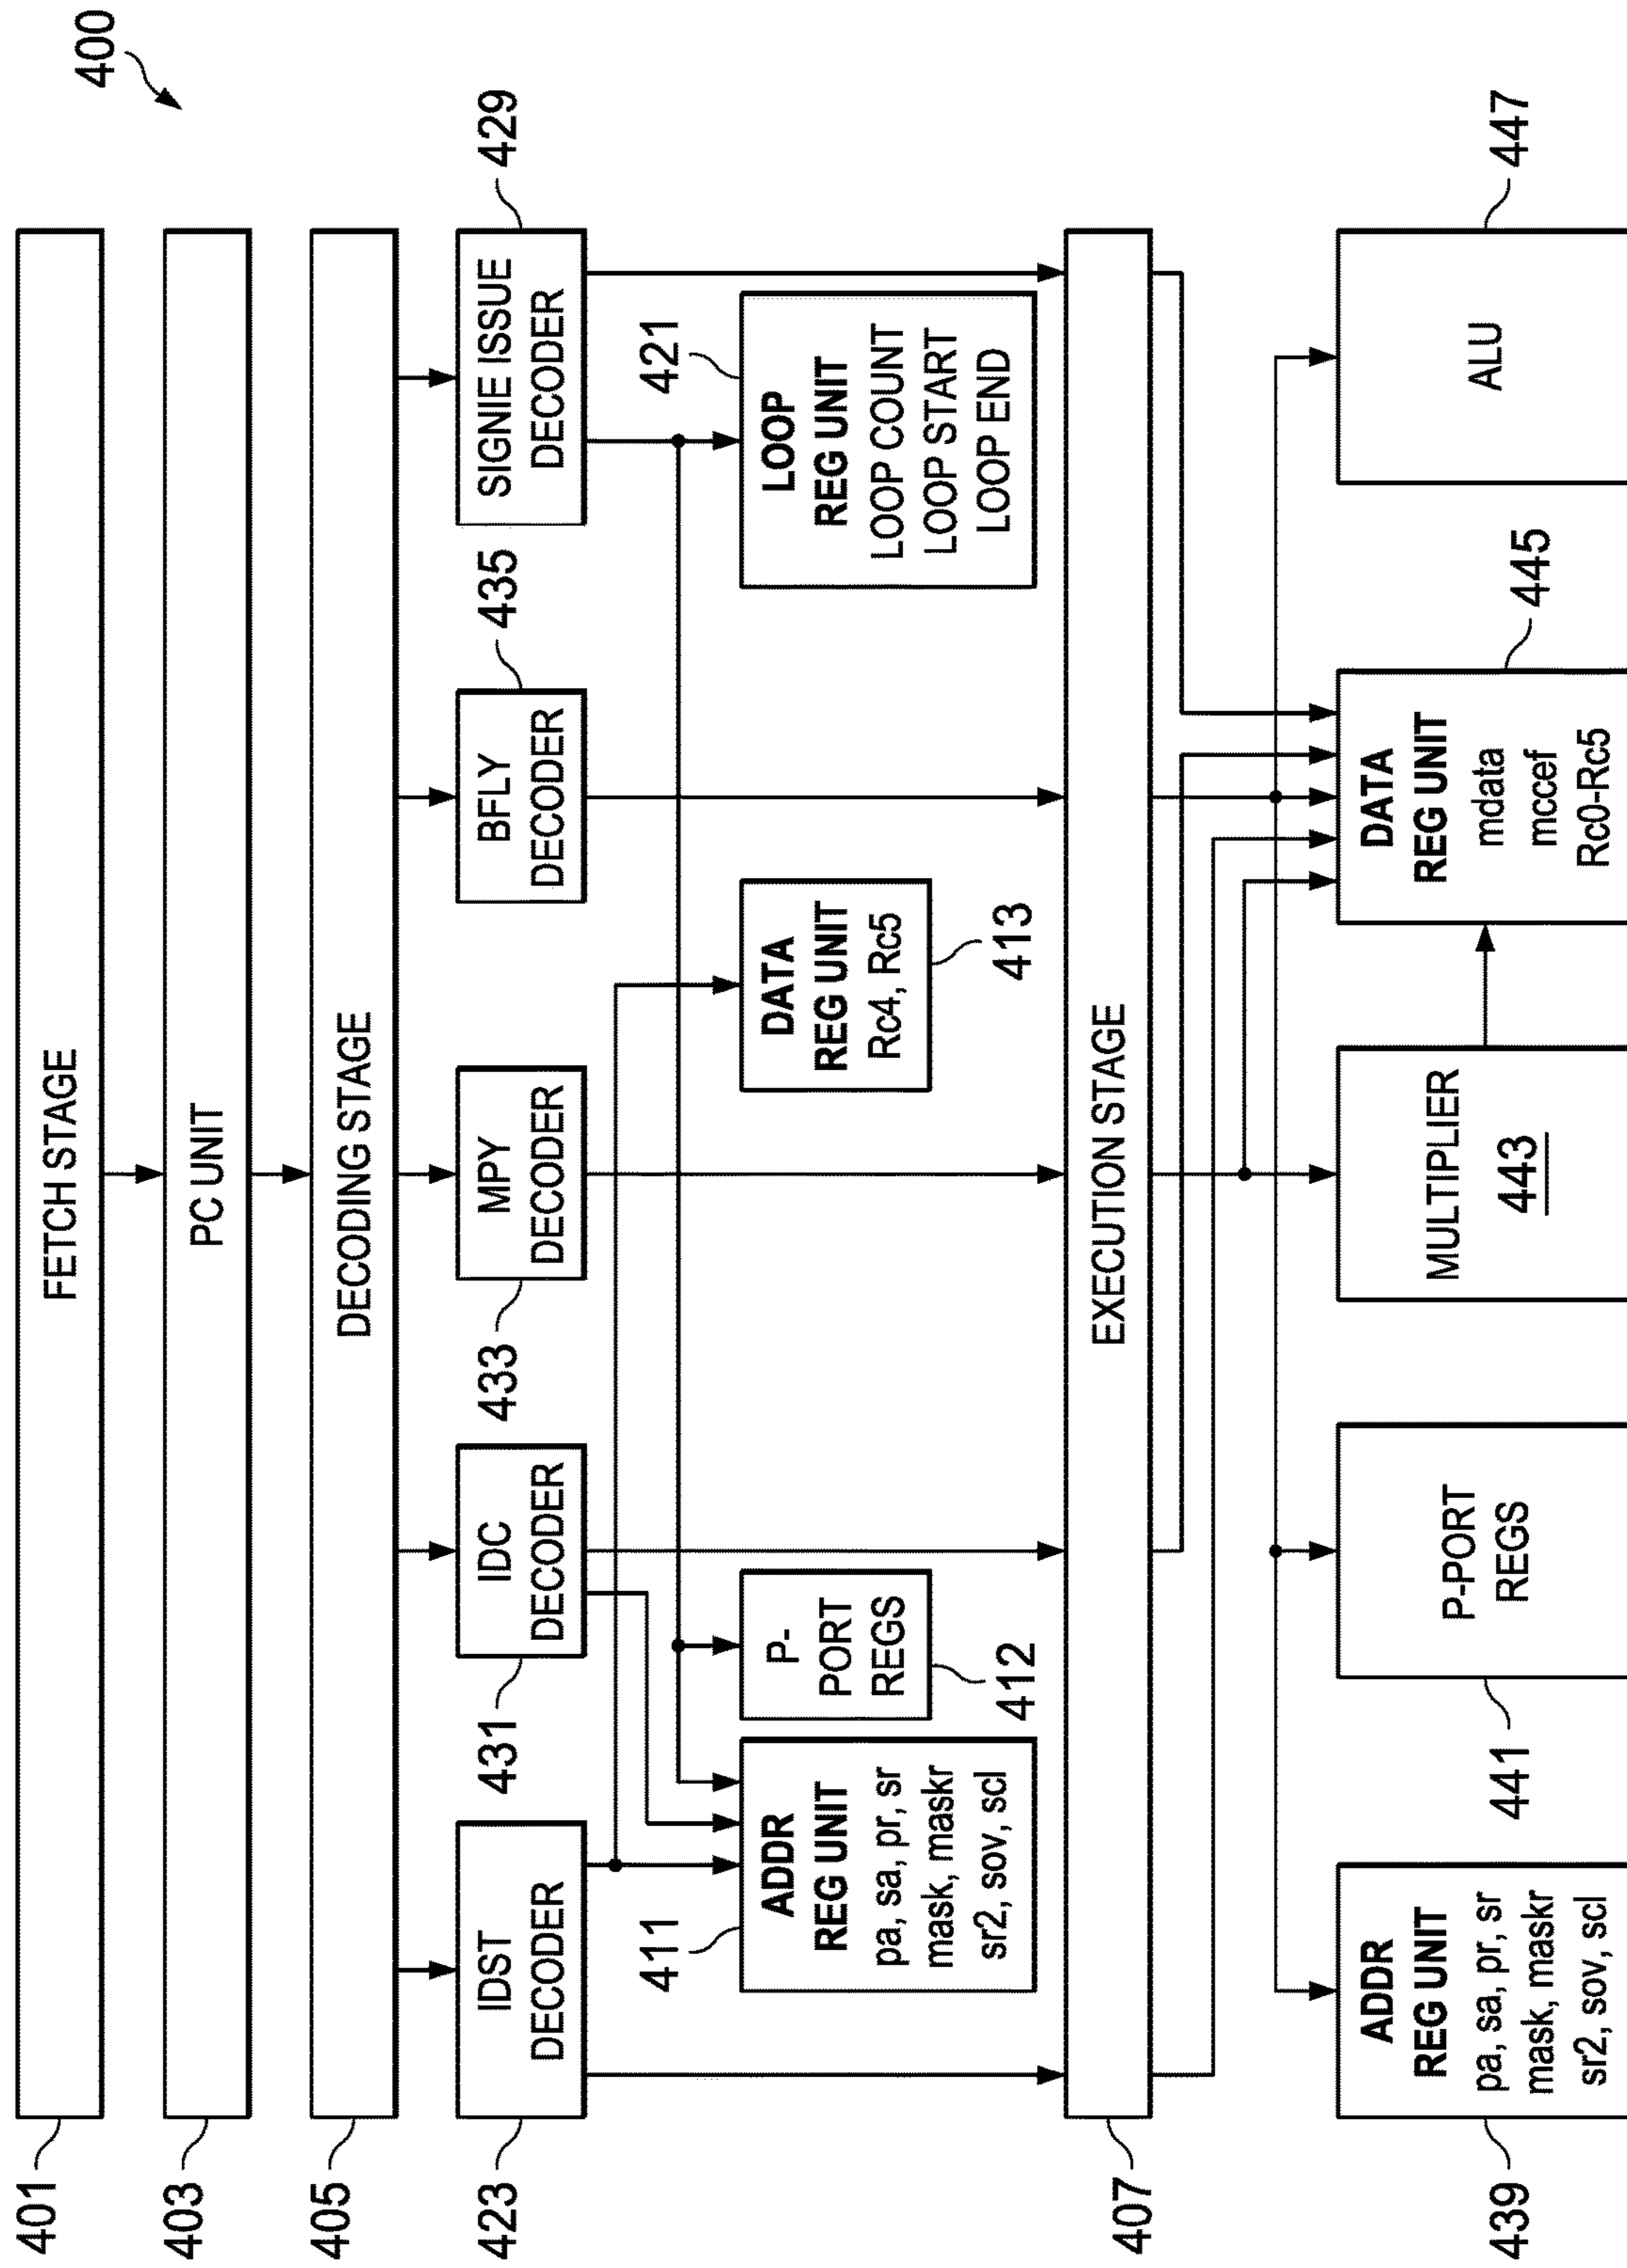 400
401
FETCH STAGE
403
PC UNIT
405
DECODING STAGE
423
IDST
DECODER
431
IDC
DECODER
433
MPY
DECODER
435
BFLY
DECODER
429
SIGNIE ISSUE
DECODER
411
ADDR
REG UNIT
pa, sa, pr, sr
mask, maskr
sr2, sov, scl
412
P-
PORT
REGS
413
DATA
REG UNIT
Rc4, Rc5
421
LOOP
REG UNIT
LOOP COUNT
LOOP START
LOOP END
407
EXECUTION STAGE
439
ADDR
REG UNIT
pa, sa, pr, sr
mask, maskr
sr2, sov, scl
441
P-PORT
REGS
MULTIPLIER
443
445
DATA
REG UNIT
mdata
mccef
Rc0-Rc5
447
ALU